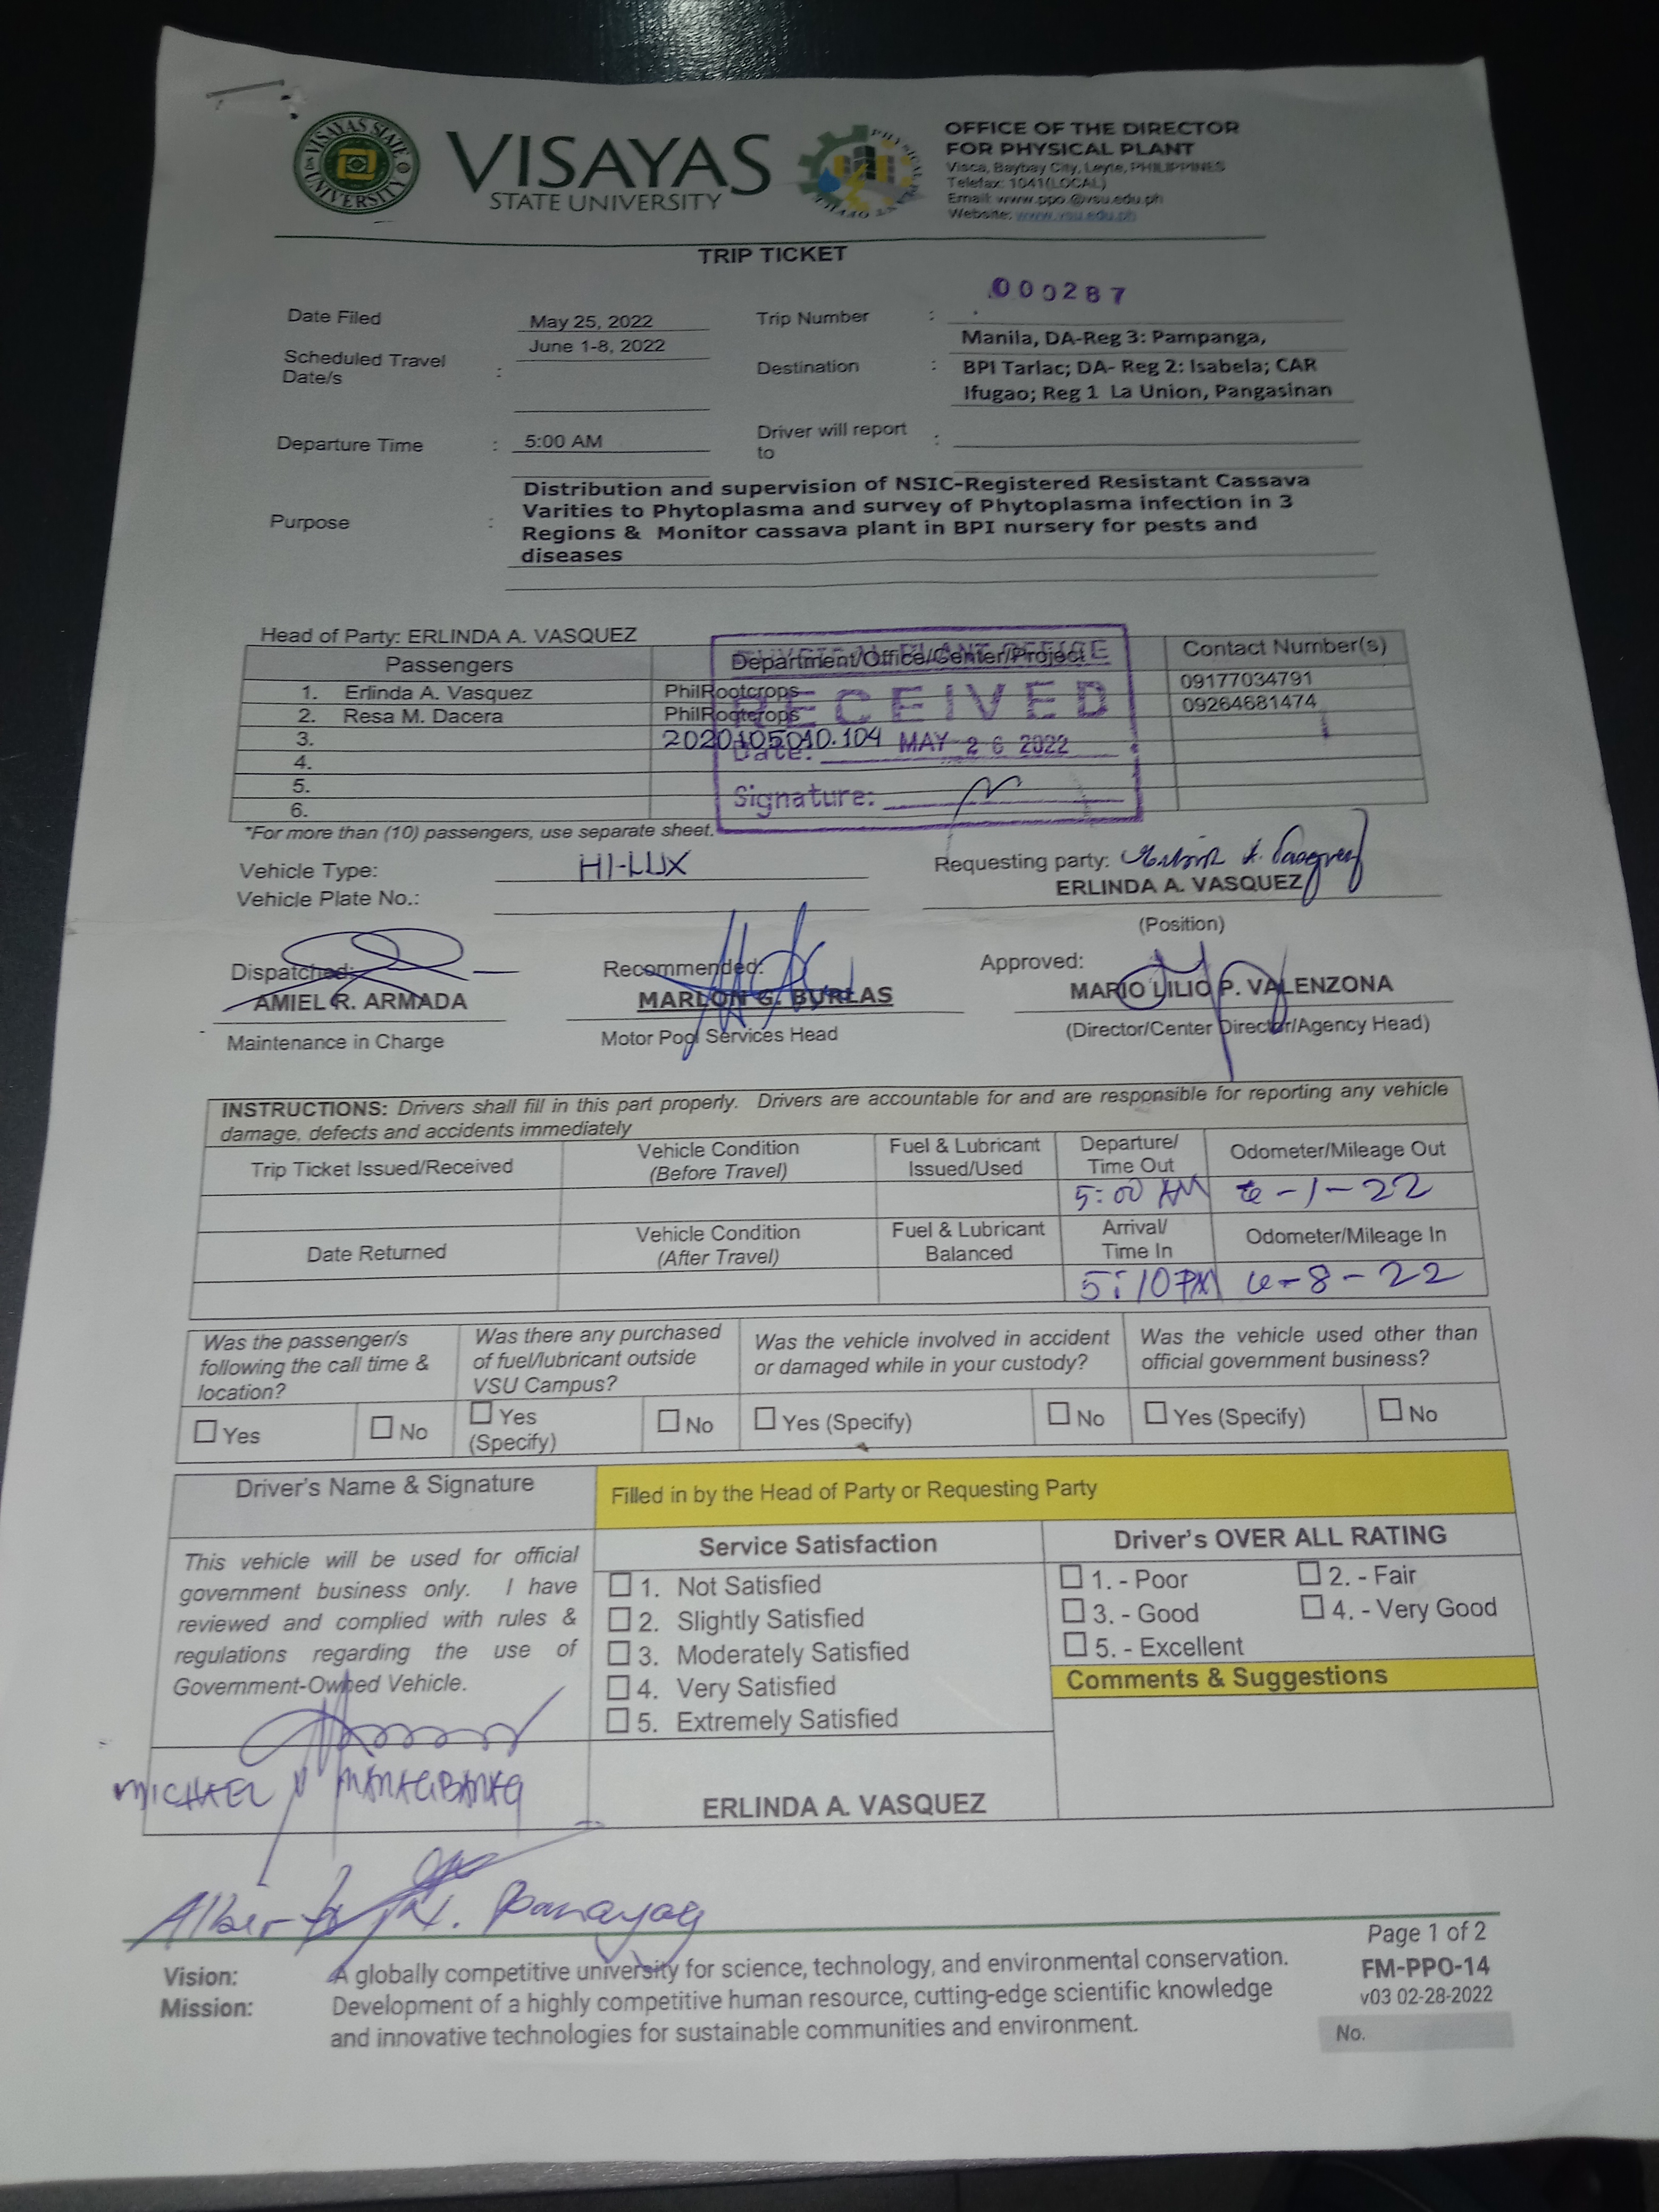 VISAYAS STATE UNIVERSITY
VISAYAS
STATE UNIVERSITY
OFFICE OF THE DIRECTOR
FOR PHYSICAL PLANT
Visca, Baybay City, Leyte, PHILIPPINES
Telefax: 1041(LOCAL)
Email: www.ppo.@vsu.edu.ph
Website: www.vsu.edu.ph
TRIP TICKET
000287
Date Filed May 25, 2022 Trip Number :
Scheduled Travel Date/s : June 1-8, 2022
Destination : Manila, DA-Reg 3: Pampanga,
BPI Tarlac; DA- Reg 2: Isabela; CAR
Ifugao; Reg 1 La Union, Pangasinan
Departure Time : 5:00 AM Driver will report to :
Purpose :
Distribution and supervision of NSIC-Registered Resistant Cassava
Varities to Phytoplasma and survey of Phytoplasma infection in 3
Regions & Monitor cassava plant in BPI nursery for pests and
diseases
Head of Party: ERLINDA A. VASQUEZ
Passengers Department/Office/Center/Project Contact Number(s)
1. Erlinda A. Vasquez PhilRootcrops 09177034791
2. Resa M. Dacera PhilRootcrops 09264681474
3. 2020105010.104
4.
5.
6.
PHYSICAL PLANT OFFICE
RECEIVED
Date: MAY 26 2022
Signature:
*For more than (10) passengers, use separate sheet.
Vehicle Type: HI-LUX
Vehicle Plate No.:
Requesting party:
ERLINDA A. VASQUEZ
(Position)
Dispatched: Recommended: Approved:
AMIEL R. ARMADA MARLON G. BURLAS MARIO LILIO P. VALENZONA
Maintenance in Charge Motor Pool Services Head (Director/Center Director/Agency Head)
INSTRUCTIONS: Drivers shall fill in this part properly. Drivers are accountable for and are responsible for reporting any vehicle
damage, defects and accidents immediately
Trip Ticket Issued/Received Vehicle Condition (Before Travel) Fuel & Lubricant Issued/Used Departure/ Time Out Odometer/Mileage Out
5:00 AM 6-1-22
Date Returned Vehicle Condition (After Travel) Fuel & Lubricant Balanced Arrival/ Time In Odometer/Mileage In
5:10 PM 6-8-22
Was the passenger/s following the call time & location?
Yes No
Was there any purchased of fuel/lubricant outside VSU Campus?
Yes (Specify) No
Was the vehicle involved in accident or damaged while in your custody?
Yes (Specify) No
Was the vehicle used other than official government business?
Yes (Specify) No
Driver's Name & Signature
Filled in by the Head of Party or Requesting Party
This vehicle will be used for official
government business only. I have
reviewed and complied with rules &
regulations regarding the use of
Government-Owned Vehicle.
Service Satisfaction
1. Not Satisfied
2. Slightly Satisfied
3. Moderately Satisfied
4. Very Satisfied
5. Extremely Satisfied
Driver's OVER ALL RATING
1. - Poor 2. - Fair
3. - Good 4. - Very Good
5. - Excellent
Comments & Suggestions
MICHAEL
ERLINDA A. VASQUEZ
Page 1 of 2
FM-PPO-14
v03 02-28-2022
No.
Vision: A globally competitive university for science, technology, and environmental conservation.
Mission: Development of a highly competitive human resource, cutting-edge scientific knowledge
and innovative technologies for sustainable communities and environment.